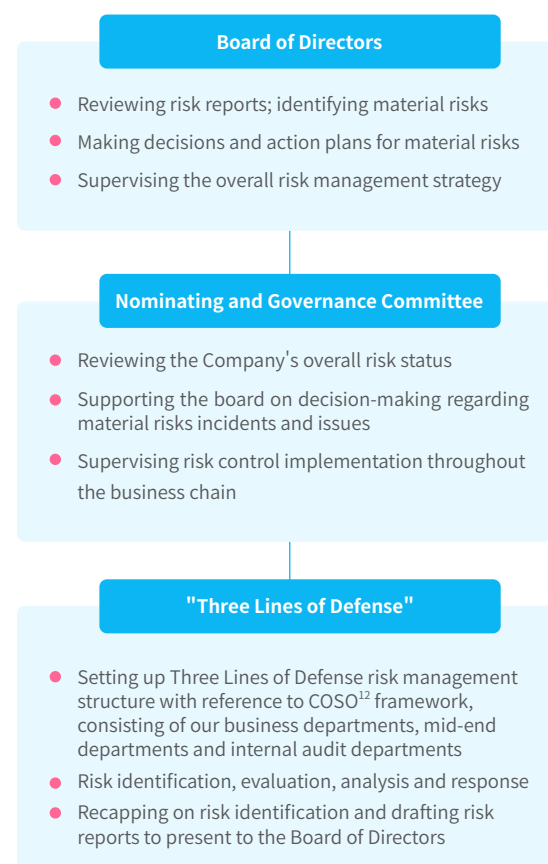 Board of Directors
Reviewing risk reports; identifying material risks
Making decisions and action plans for material risks
Supervising the overall risk management strategy
Nominating and Governance Committee
Reviewing the Company's overall risk status
Supporting the board on decision-making regarding
material risks incidents and issues
Supervising risk control implementation throughout
the business chain
"Three Lines of Defense"
Setting up Three Lines of Defense risk management
structure with reference to COSO12 framework,
consisting of our business departments, mid-end
departments and internal audit departments
Risk identification, evaluation, analysis and response
Recapping on risk identification and drafting risk
reports to present to the Board of Directors